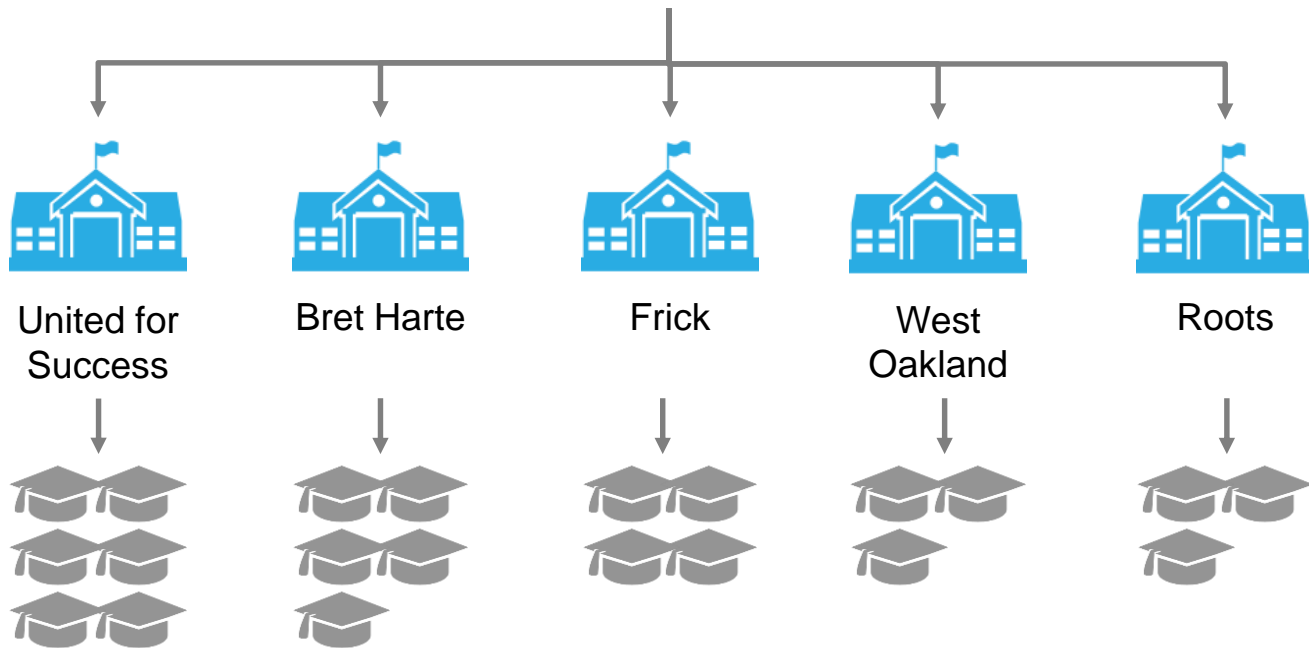 United for
Success
Bret Harte
Frick
West
Oakland
Roots